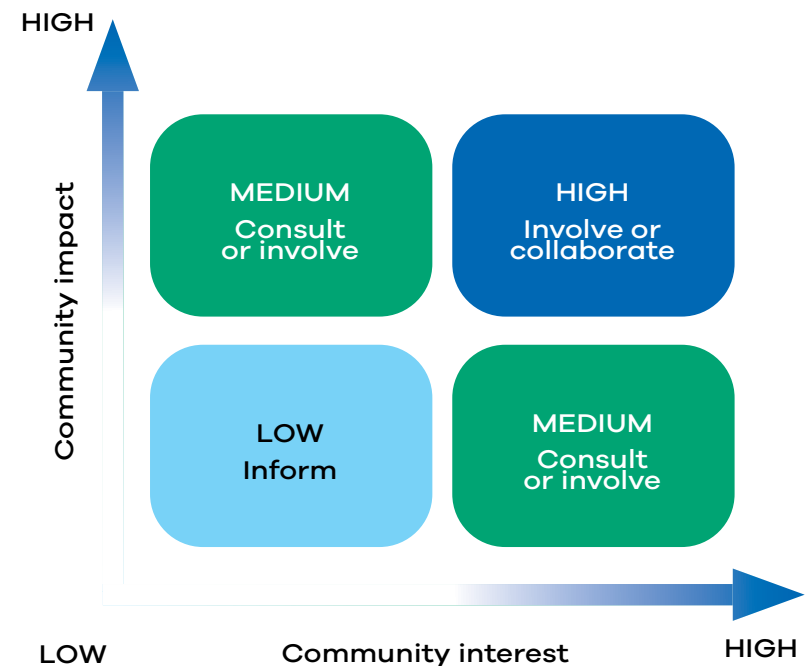 HIGH
Community impact
MEDIUM
Consult
or involve
HIGH
Involve or
collaborate
LOW
Inform
MEDIUM
Consult
or involve
LOW
Community interest
HIGH